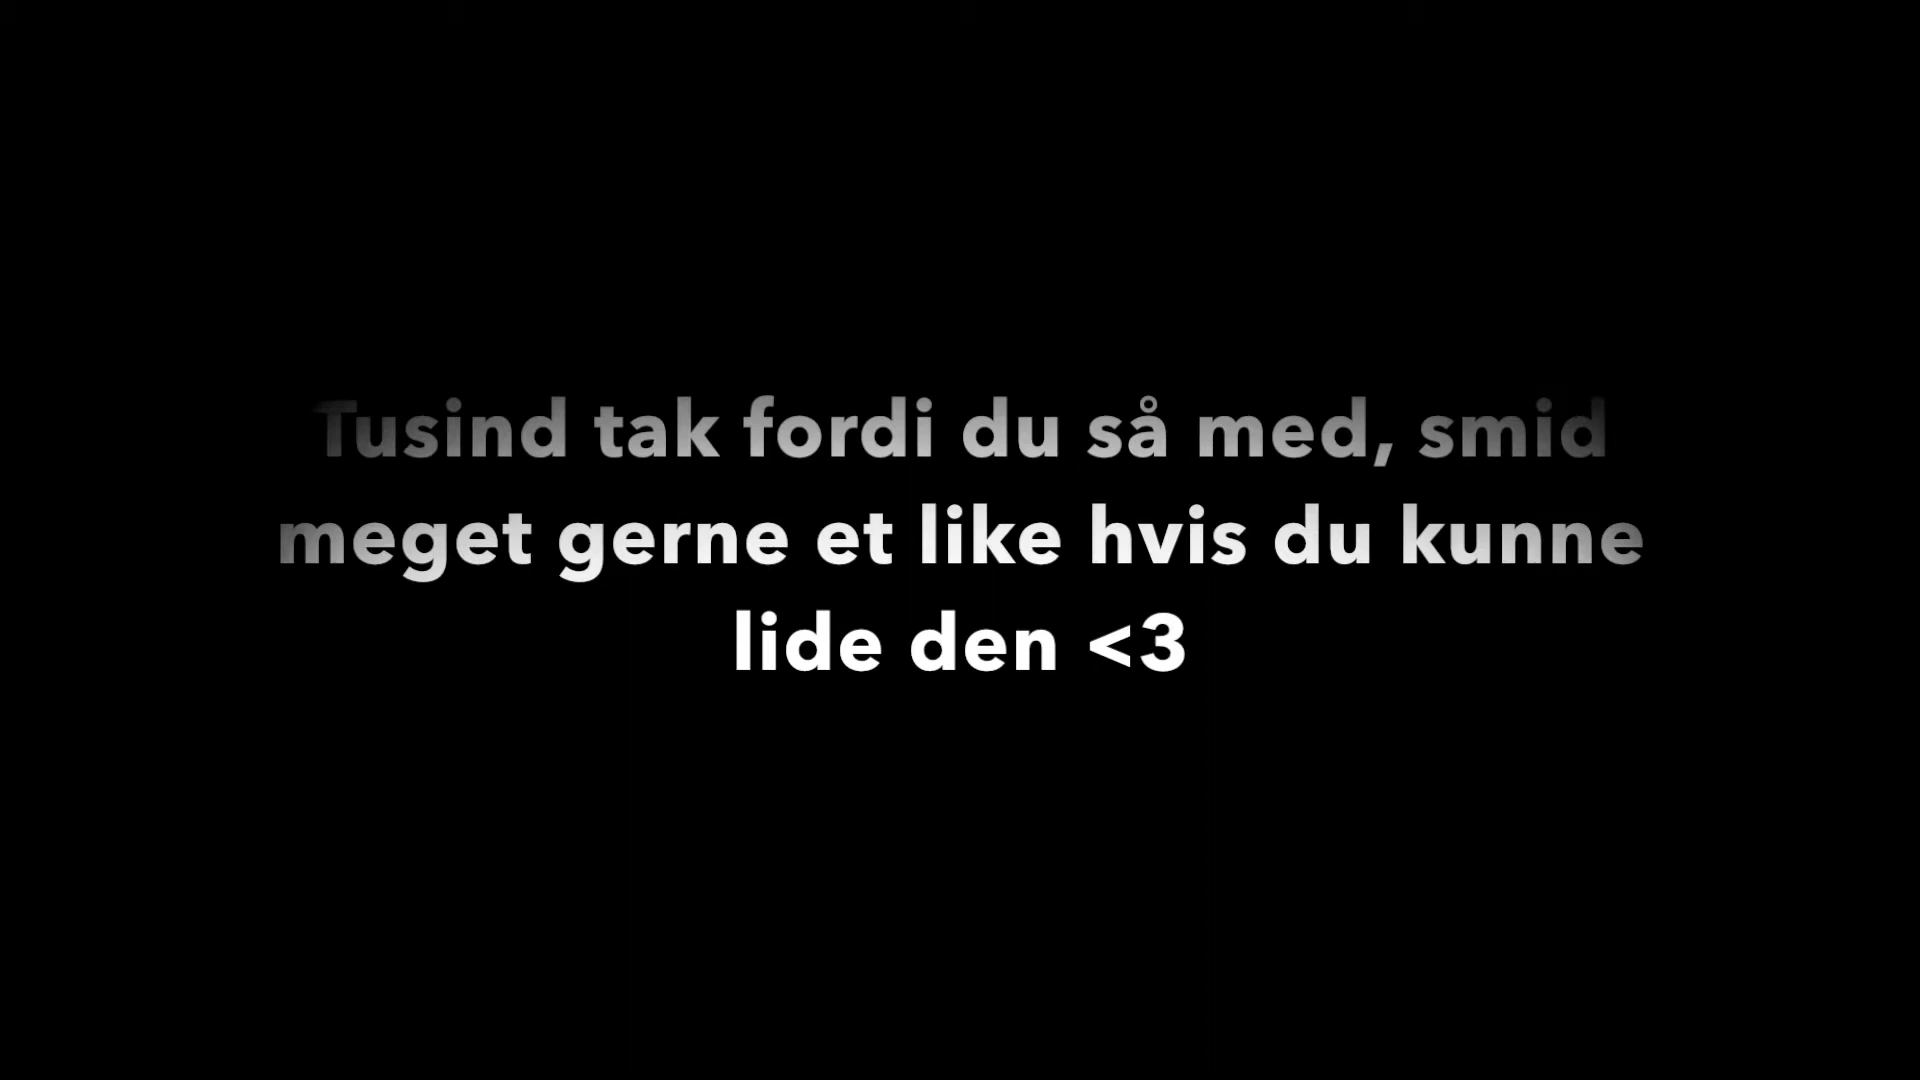 Tusind tak fordi du så med, smid
meget gerne et like hvis du kunne
lide den <3